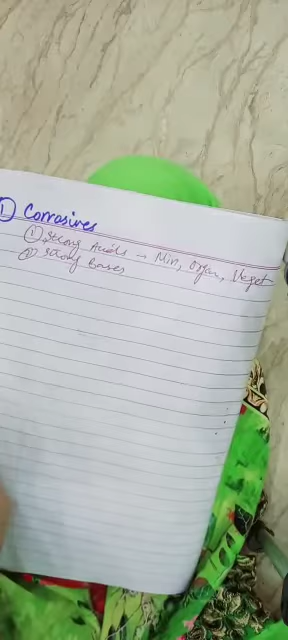 ① Corrosives
① Strong Acids → Min, Organ, Veget
② Strong Bases